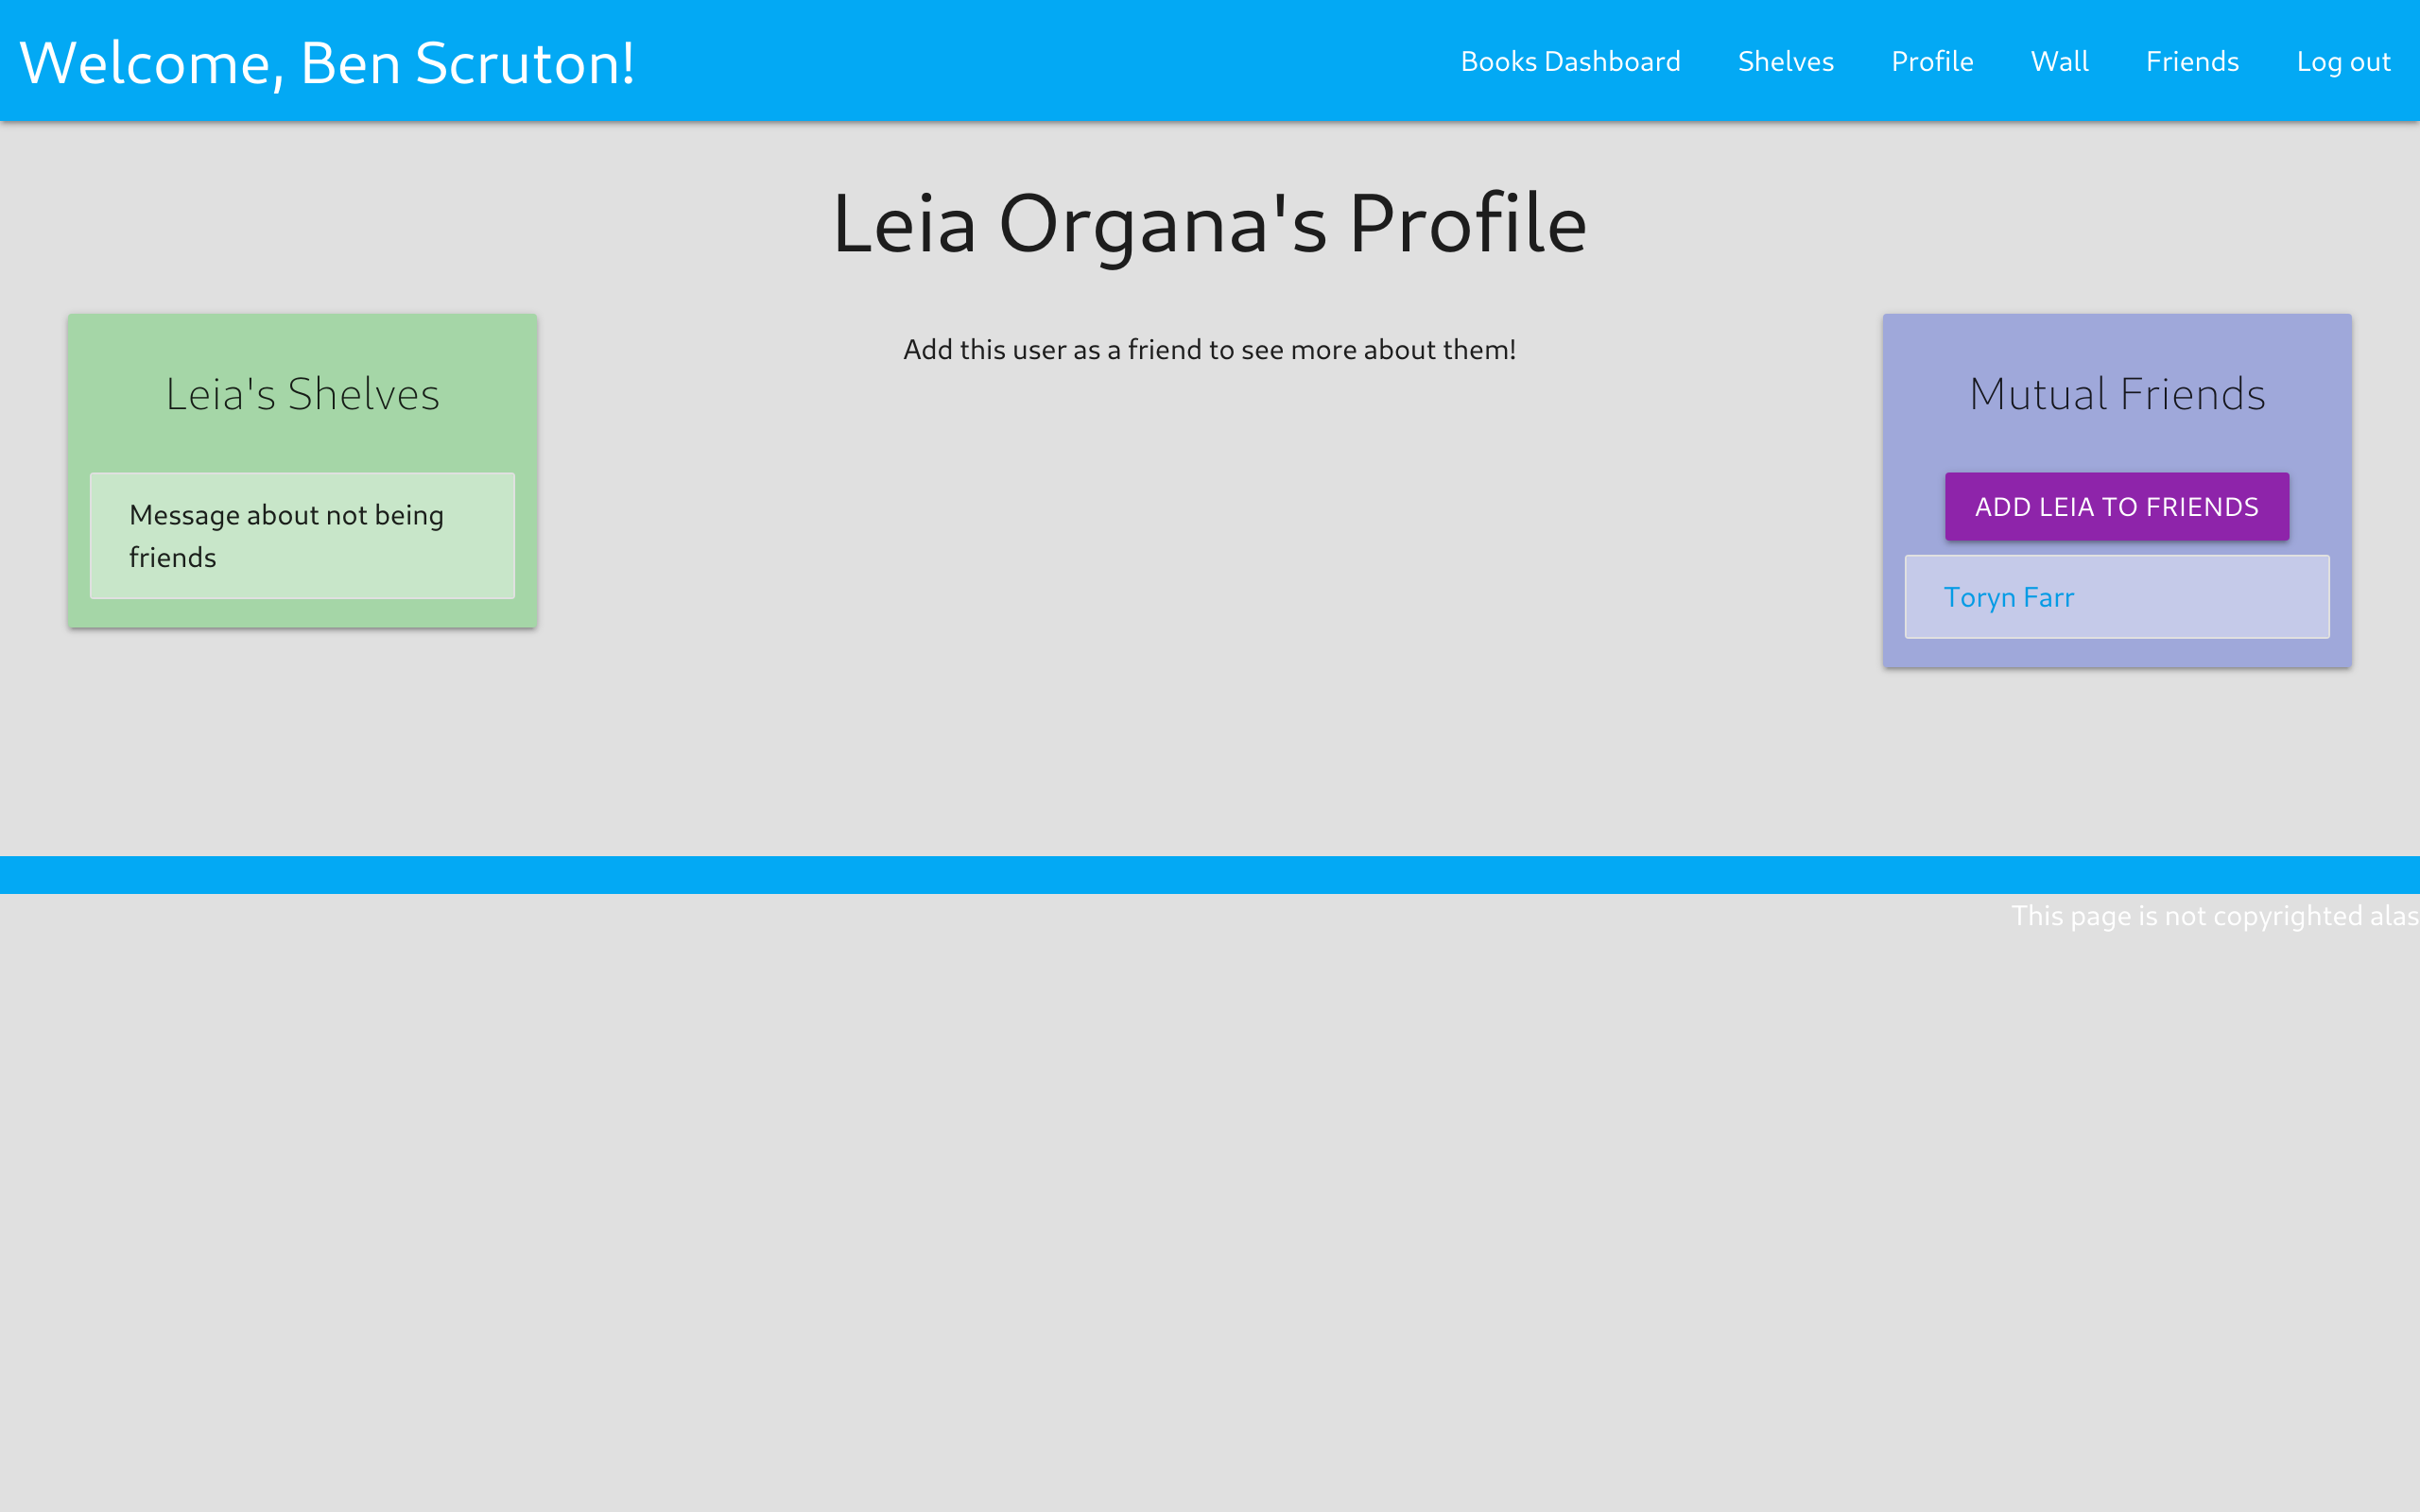 Welcome, Ben Scruton!
Books Dashboard
Shelves
Profile
Wall
Friends
Log out
Leia Organa's Profile
Leia's Shelves
Message about not being
friends
Add this user as a friend to see more about them!
Mutual Friends
ADD LEIA TO FRIENDS
Toryn Farr
This page is not copyrighted alas